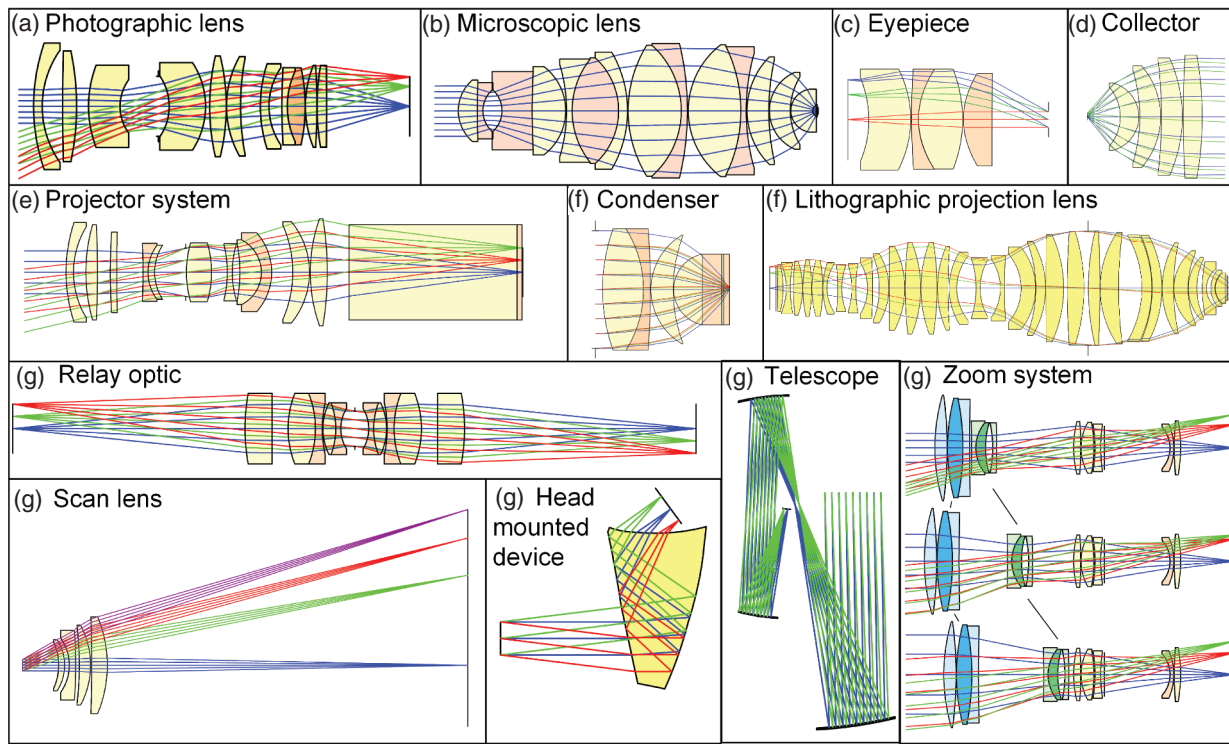 (a) Photographic lens
(b) Microscopic lens
(c) Eyepiece
(d) Collector
(e) Projector system
(f) Condenser
(f) Lithographic projection lens
(g) Relay optic
(g) Telescope
(g) Zoom system
(g) Scan lens
(g) Head
mounted
device